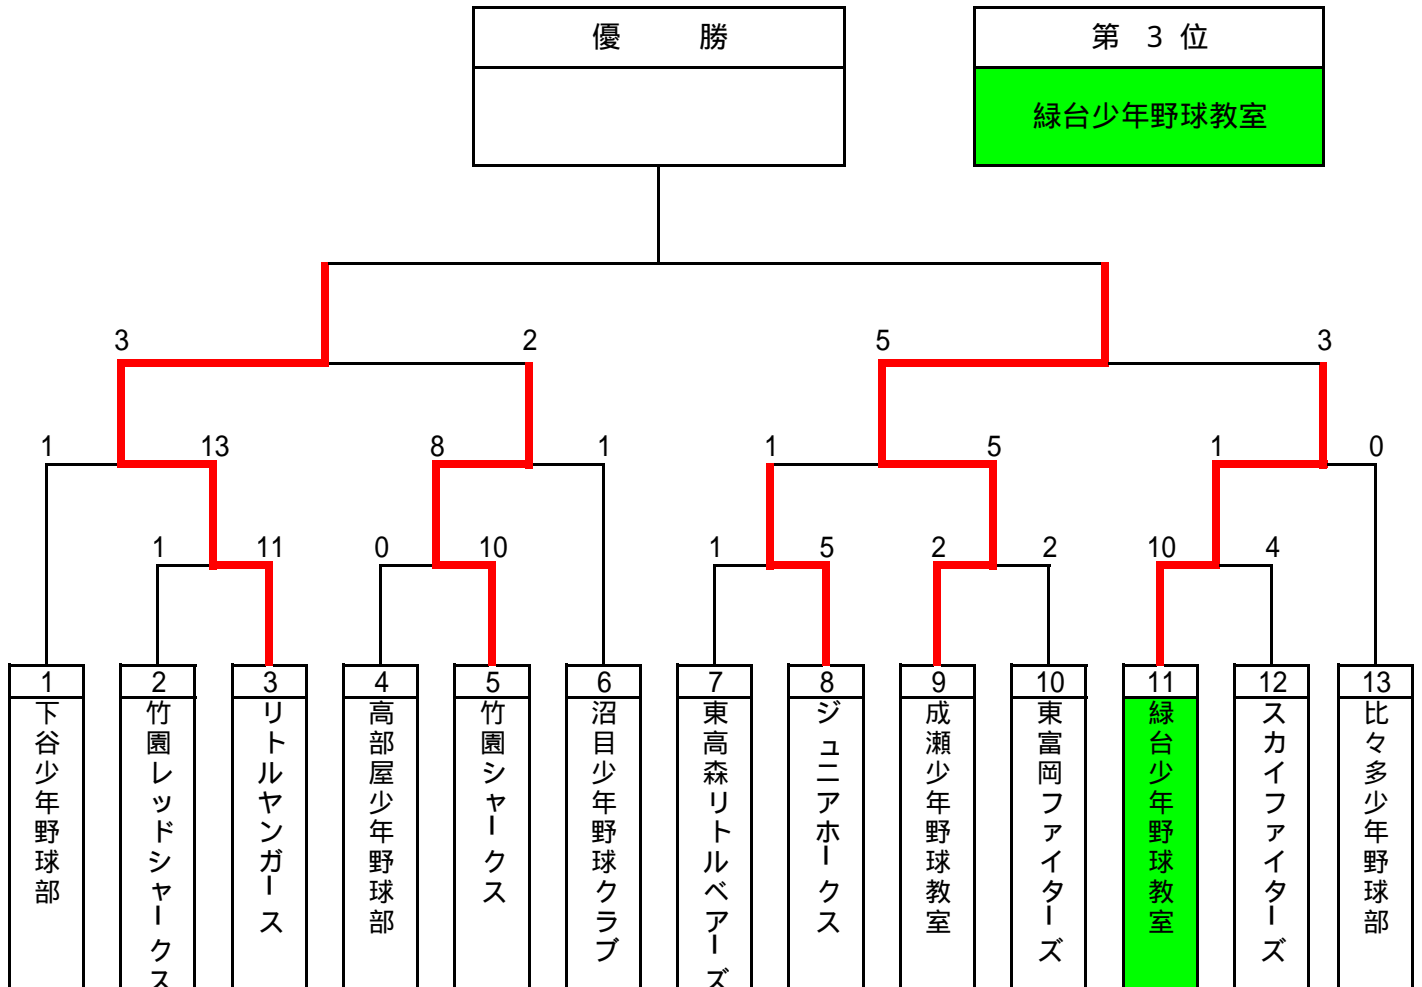 優 勝
第 3 位
緑台少年野球教室
3 2 5 3
1 13 8 1 1 5 1 0
1 11 0 10 1 5 2 2 10 4
1 2 3 4 5 6 7 8 9 10 11 12 13
下谷少年野球部
竹園レッドシャークス
リトルヤンガース
高部屋少年野球部
竹園シャークス
沼目少年野球クラブ
東高森リトルベアーズ
ジュニアホークス
成瀬少年野球教室
東富岡ファイターズ
緑台少年野球教室
スカイファイターズ
比々多少年野球部